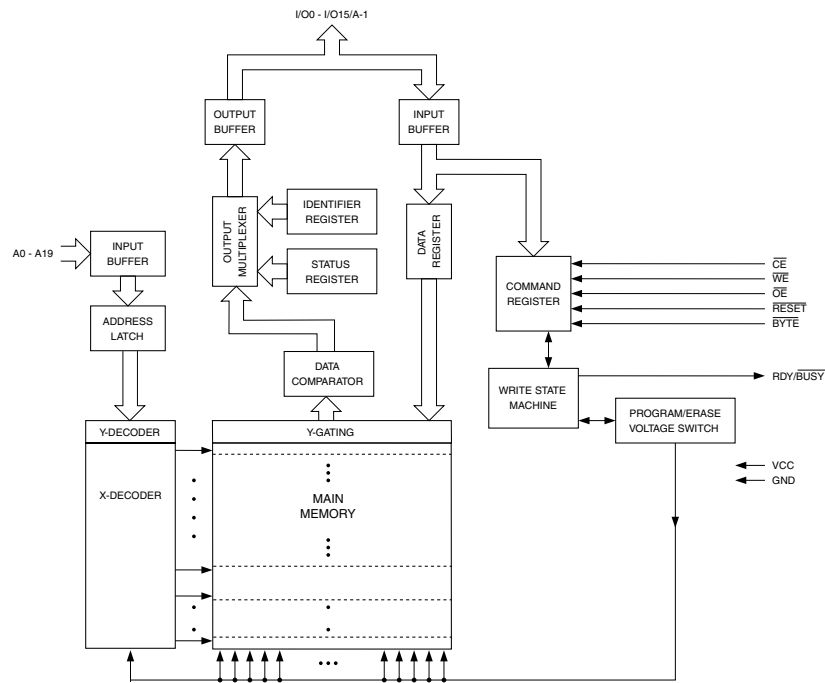 I/O0 - I/O15/A-1
OUTPUT
BUFFER
INPUT
BUFFER
OUTPUT
MULTIPLEXER
IDENTIFIER
REGISTER
STATUS
REGISTER
DATA
REGISTER
A0 - A19
INPUT
BUFFER
ADDRESS
LATCH
COMMAND
REGISTER
CE
WE
OE
RESET
BYTE
DATA
COMPARATOR
WRITE STATE
MACHINE
RDY/BUSY
PROGRAM/ERASE
VOLTAGE SWITCH
Y-DECODER
Y-GATING
VCC
GND
X-DECODER
MAIN
MEMORY